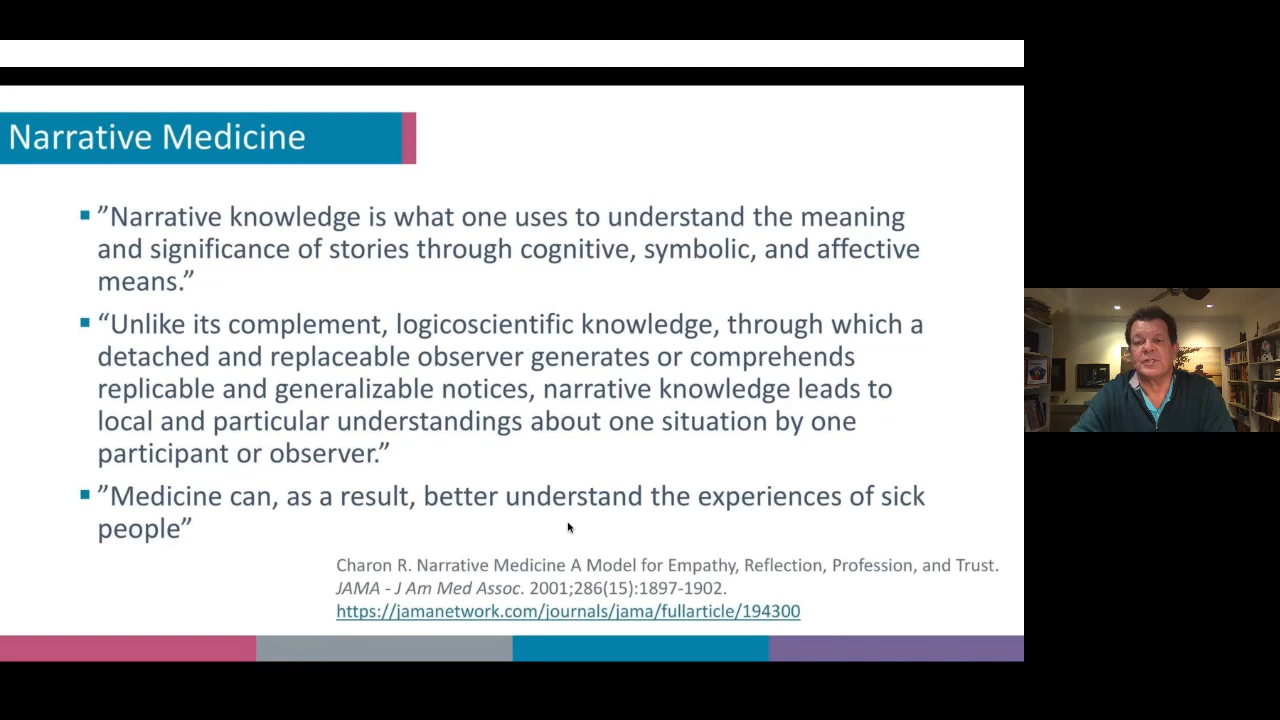 Narrative Medicine
”Narrative knowledge is what one uses to understand the meaning
and significance of stories through cognitive, symbolic, and affective
means.”
“Unlike its complement, logicoscientific knowledge, through which a
detached and replaceable observer generates or comprehends
replicable and generalizable notices, narrative knowledge leads to
local and particular understandings about one situation by one
participant or observer.”
”Medicine can, as a result, better understand the experiences of sick
people”
Charon R. Narrative Medicine A Model for Empathy, Reflection, Profession, and Trust.
JAMA - J Am Med Assoc. 2001;286(15):1897-1902.
https://jamanetwork.com/journals/jama/fullarticle/194300